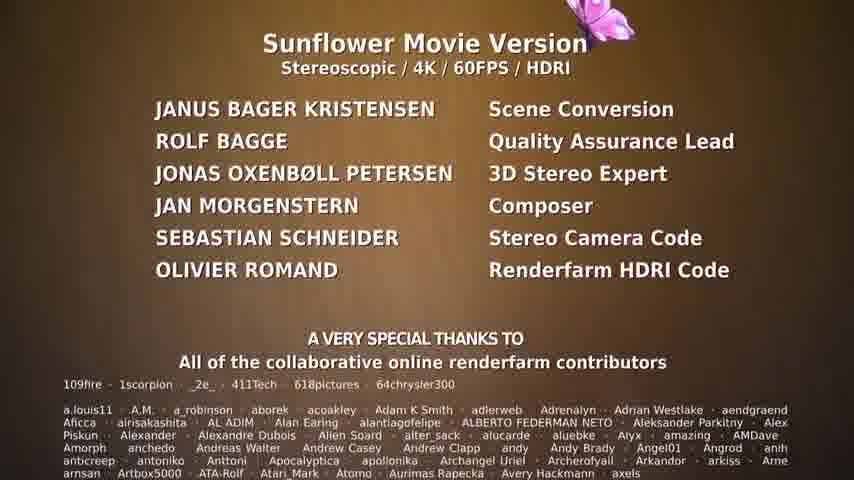 Sunflower Movie Version
Stereoscopic / 4K / 60FPS / HDRI
JANUS BAGER KRISTENSEN Scene Conversion
ROLF BAGGE Quality Assurance Lead
JONAS OXENBØLL PETERSEN 3D Stereo Expert
JAN MORGENSTERN Composer
SEBASTIAN SCHNEIDER Stereo Camera Code
OLIVIER ROMAND Renderfarm HDRI Code
A VERY SPECIAL THANKS TO
All of the collaborative online renderfarm contributors
109fire · 1scorpion · _2e_ · 411Tech · 618pictures · 64chrysler300
a.louis11 · A.M. · a_robinson · aborek · acoakley · Adam K Smith · adlerweb · Adrenalyn · Adrian Westlake · aendgraend
Aficca · airisakashita · AL ADIM · Alan Earing · alantiagofelipe · ALBERTO FEDERMAN NETO · Aleksander Parkitny · Alex
Piskun · Alexander · Alexandre Dubois · Allen Soard · alter_sack · alucarde · aluebke · Alyx · amazing · AMDave
Amorph · anchedo · Andreas Walter · Andrew Casey · Andrew Clapp · andy · Andy Brady · Angel01 · Angrod · anih
anticreep · antoniko · Anttoni · Apocalyptica · apollonika · Archangel Uriel · Archerofyail · Arkandor · arkiss · Arne
arnsan · Artbox5000 · ATA-Rolf · Atari_Mark · Atomo · Aurimas Rapecka · Avery Hackmann · axels